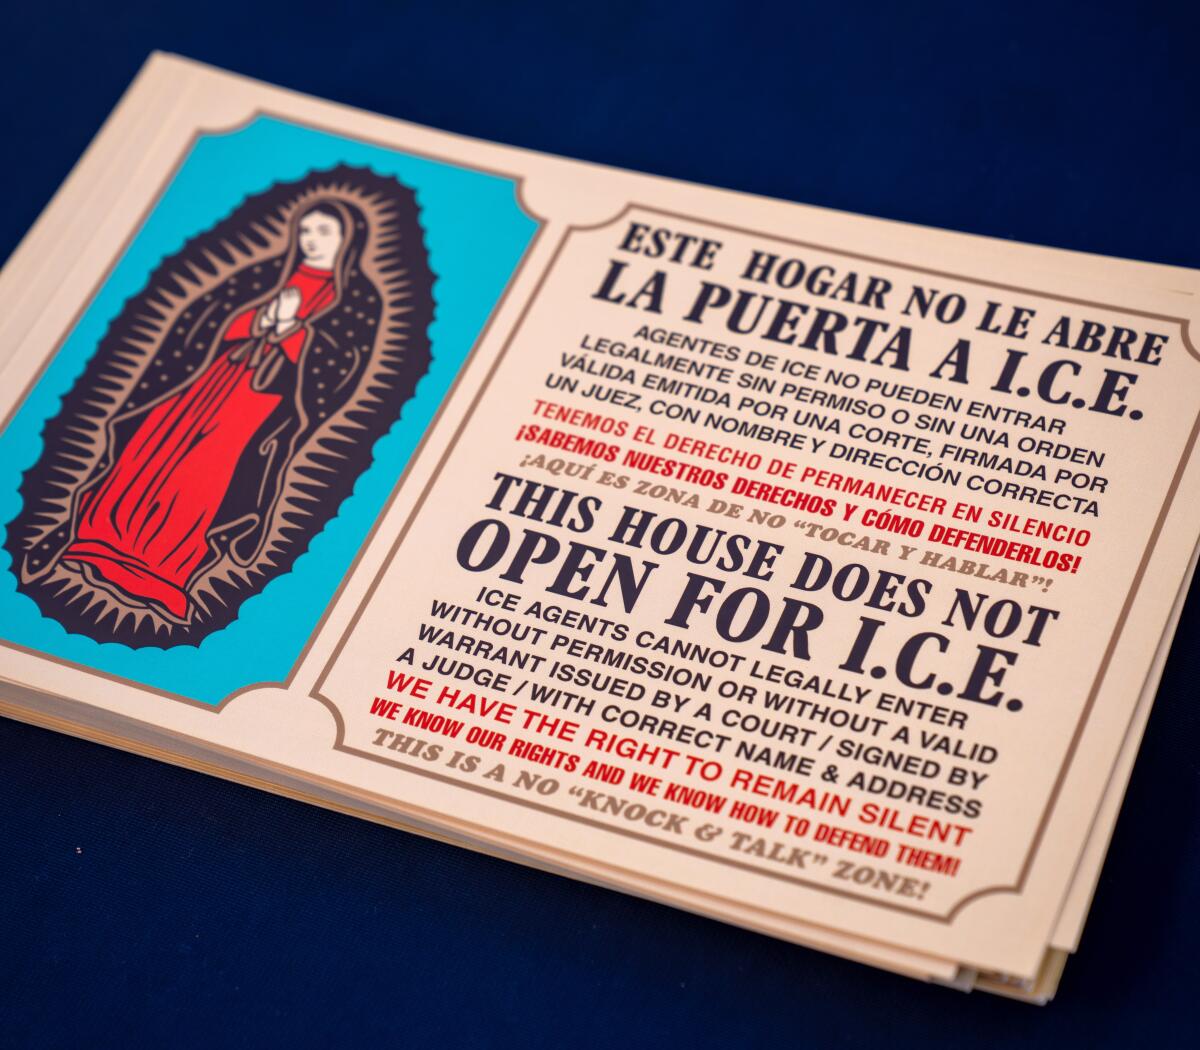 ESTE HOGAR NO LE ABRE
LA PUERTA A I.C.E.
AGENTES DE ICE NO PUEDEN ENTRAR
LEGALMENTE SIN PERMISO O SIN UNA ORDEN
VÁLIDA EMITIDA POR UNA CORTE, FIRMADA POR
UN JUEZ, CON NOMBRE Y DIRECCIÓN CORRECTA
TENEMOS EL DERECHO DE PERMANECER EN SILENCIO
¡SABEMOS NUESTROS DERECHOS Y CÓMO DEFENDERLOS!
¡AQUÍ ES ZONA DE NO “TOCAR Y HABLAR”!
THIS HOUSE DOES NOT
OPEN FOR I.C.E.
ICE AGENTS CANNOT LEGALLY ENTER
WITHOUT PERMISSION OR WITHOUT A VALID
WARRANT ISSUED BY A COURT / SIGNED BY
A JUDGE / WITH CORRECT NAME & ADDRESS
WE HAVE THE RIGHT TO REMAIN SILENT
WE KNOW OUR RIGHTS AND WE KNOW HOW TO DEFEND THEM!
THIS IS A NO “KNOCK & TALK” ZONE!